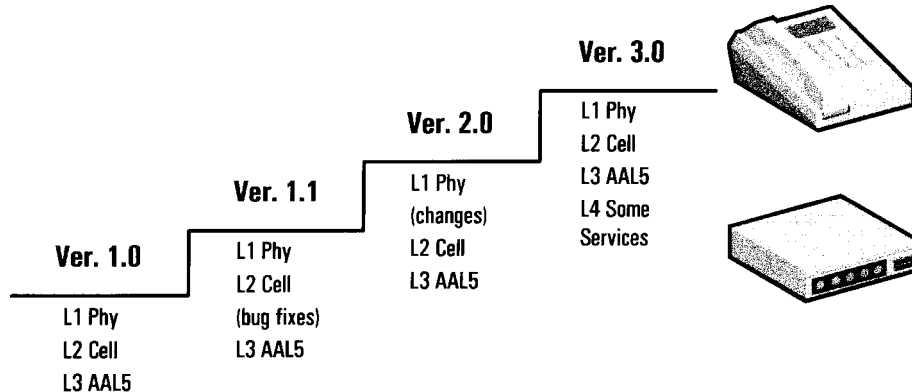 Ver. 1.0
L1 Phy
L2 Cell
L3 AAL5
Ver. 1.1
L1 Phy
L2 Cell
(bug fixes)
L3 AAL5
Ver. 2.0
L1 Phy
(changes)
L2 Cell
L3 AAL5
Ver. 3.0
L1 Phy
L2 Cell
L3 AAL5
L4 Some
Services